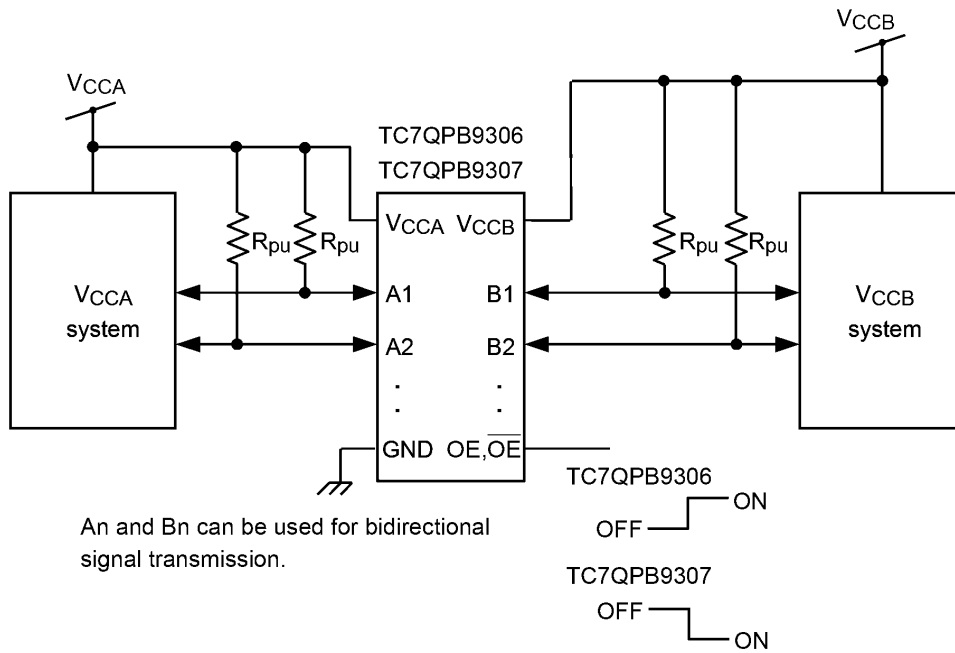 VCCB
VCCA
TC7QPB9306
TC7QPB9307
VCCA VCCB
Rpu Rpu
Rpu Rpu
VCCA
system
A1 B1
A2 B2
VCCB
system
GND OE,O̅E̅
TC7QPB9306
OFF ON
An and Bn can be used for bidirectional
signal transmission.
TC7QPB9307
OFF
ON